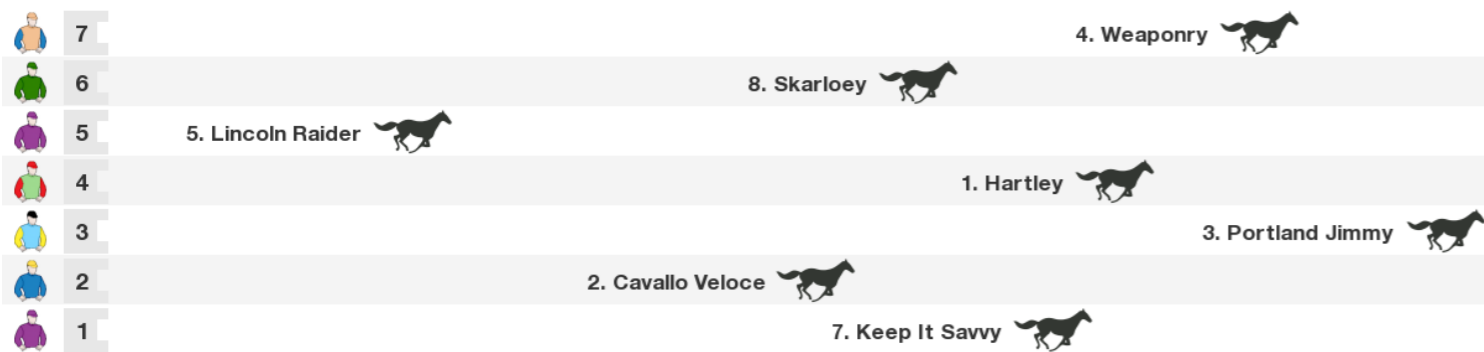 7 4. Weaponry
6 8. Skarloey
5 5. Lincoln Raider
4 1. Hartley
3 3. Portland Jimmy
2 2. Cavallo Veloce
1 7. Keep It Savvy